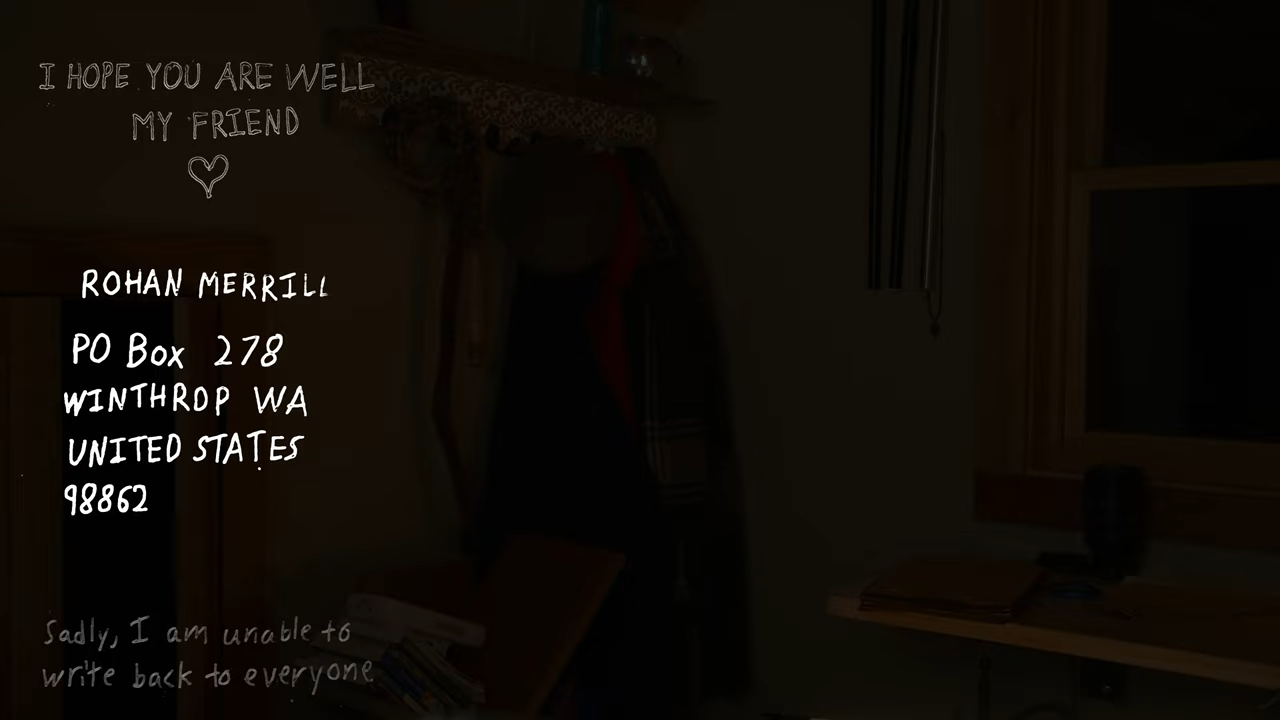 I HOPE YOU ARE WELL
MY FRIEND
ROHAN MERRILL
PO Box 278
WINTHROP WA
UNITED STATES
98862
Sadly, I am unable to
write back to everyone